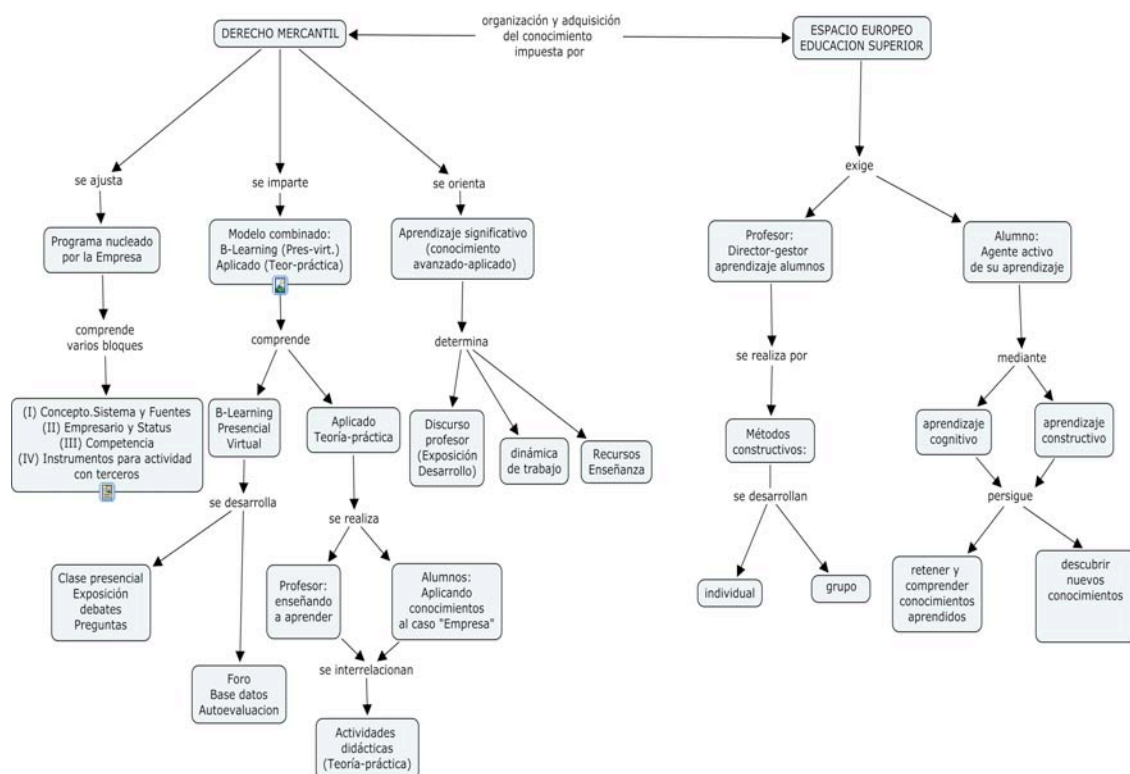 DERECHO MERCANTIL
organización y adquisición
del conocimiento
impuesta por
ESPACIO EUROPEO
EDUCACION SUPERIOR
se ajusta
se imparte
se orienta
exige
Programa nucleado
por la Empresa
Modelo combinado:
B-Learning (Pres-virt.)
Aplicado (Teor-práctica)
Aprendizaje significativo
(conocimiento
avanzado-aplicado)
Profesor:
Director-gestor
aprendizaje alumnos
Alumno:
Agente activo
de su aprendizaje
comprende
varios bloques
comprende
determina
se realiza por
mediante
(I) Concepto.Sistema y Fuentes
(II) Empresario y Status
(III) Competencia
(IV) Instrumentos para actividad
con terceros
B-Learning
Presencial
Virtual
Aplicado
Teoría-práctica
Discurso
profesor
(Exposición
Desarrollo)
dinámica
de trabajo
Recursos
Enseñanza
Métodos
constructivos:
aprendizaje
cognitivo
aprendizaje
constructivo
se desarrolla
se realiza
se desarrollan
persigue
Clase presencial
Exposición
debates
Preguntas
Profesor:
enseñando
a aprender
Alumnos:
Aplicando
conocimientos
al caso "Empresa"
individual
grupo
retener y
comprender
conocimientos
aprendidos
descubrir
nuevos
conocimientos
se interrelacionan
Foro
Base datos
Autoevaluacion
Actividades
didácticas
(Teoría-práctica)